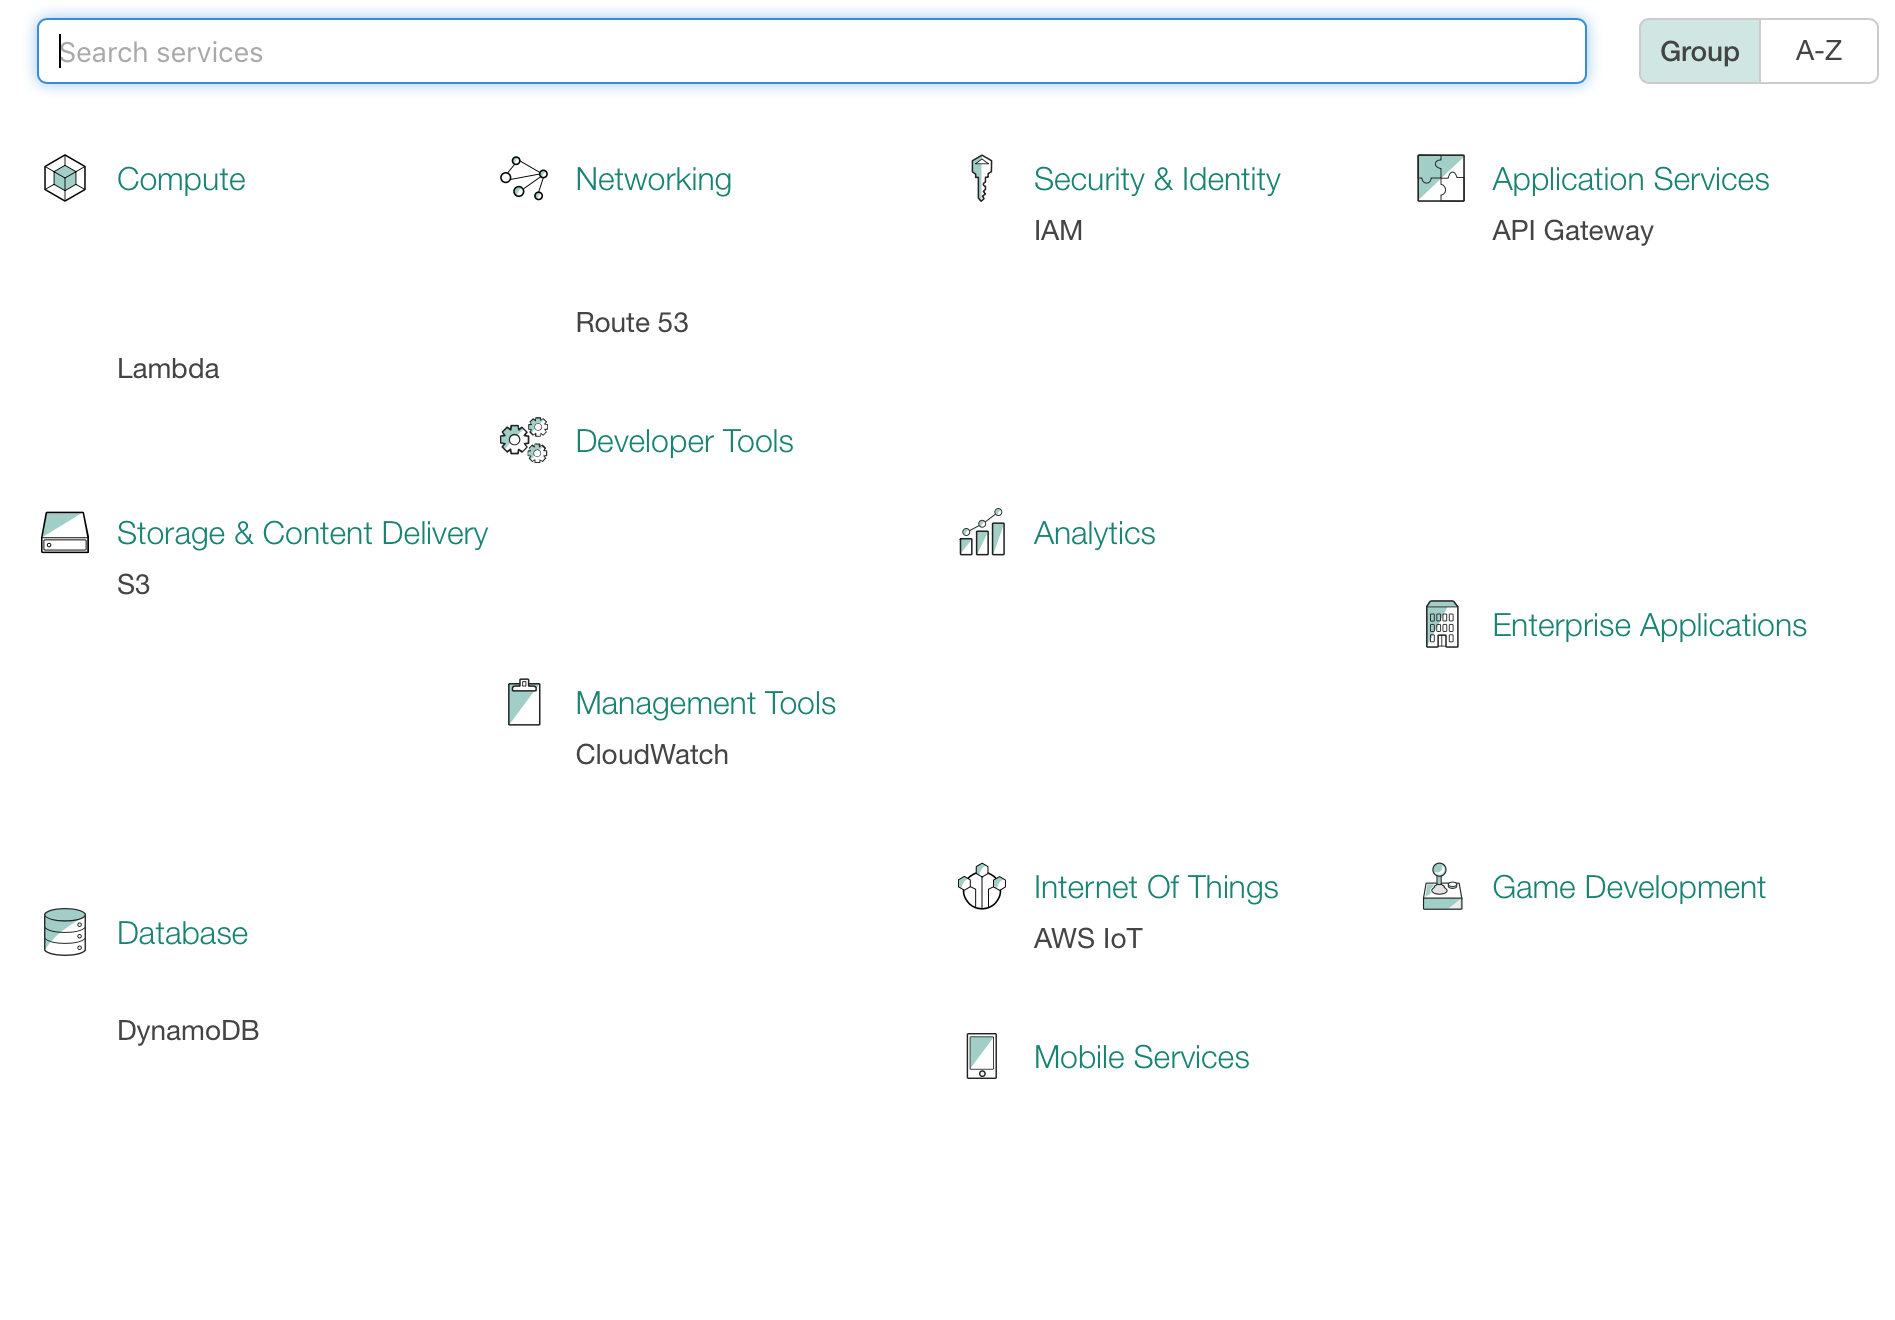 Search services
Group
A-Z
Compute
Lambda
Storage & Content Delivery
S3
Database
DynamoDB
Networking
Route 53
Developer Tools
Management Tools
CloudWatch
Security & Identity
IAM
Analytics
Internet Of Things
AWS IoT
Mobile Services
Application Services
API Gateway
Enterprise Applications
Game Development